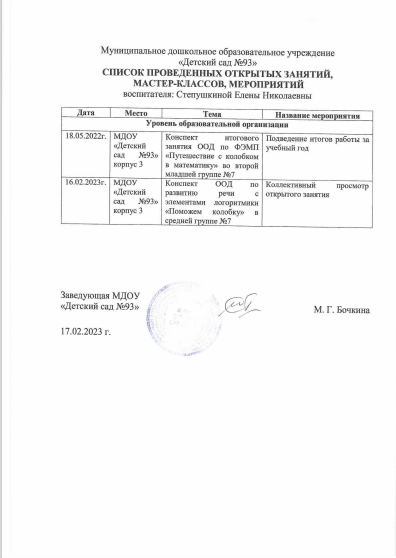 Муниципальное дошкольное образовательное учреждение
«Детский сад №93»
СПИСОК ПРОВЕДЕННЫХ ОТКРЫТЫХ ЗАНЯТИЙ,
МАСТЕР-КЛАССОВ, МЕРОПРИЯТИЙ
воспитателя: Степушкиной Елены Николаевны
Дата Место Тема Название мероприятия
Уровень образовательной организации
18.05.2022г. МДОУ «Детский сад №93» корпус 3 Конспект итогового занятия ООД по ФЭМП «Путешествие с колобком в математику» во второй младшей группе №7 Подведение итогов работы за учебный год
16.02.2023г. МДОУ «Детский сад №93» корпус 3 Конспект ООД по развитию речи с элементами логоритмики «Поможем колобку» в средней группе №7 Коллективный просмотр открытого занятия
Заведующая МДОУ
«Детский сад №93»
М. Г. Бочкина
17.02.2023 г.